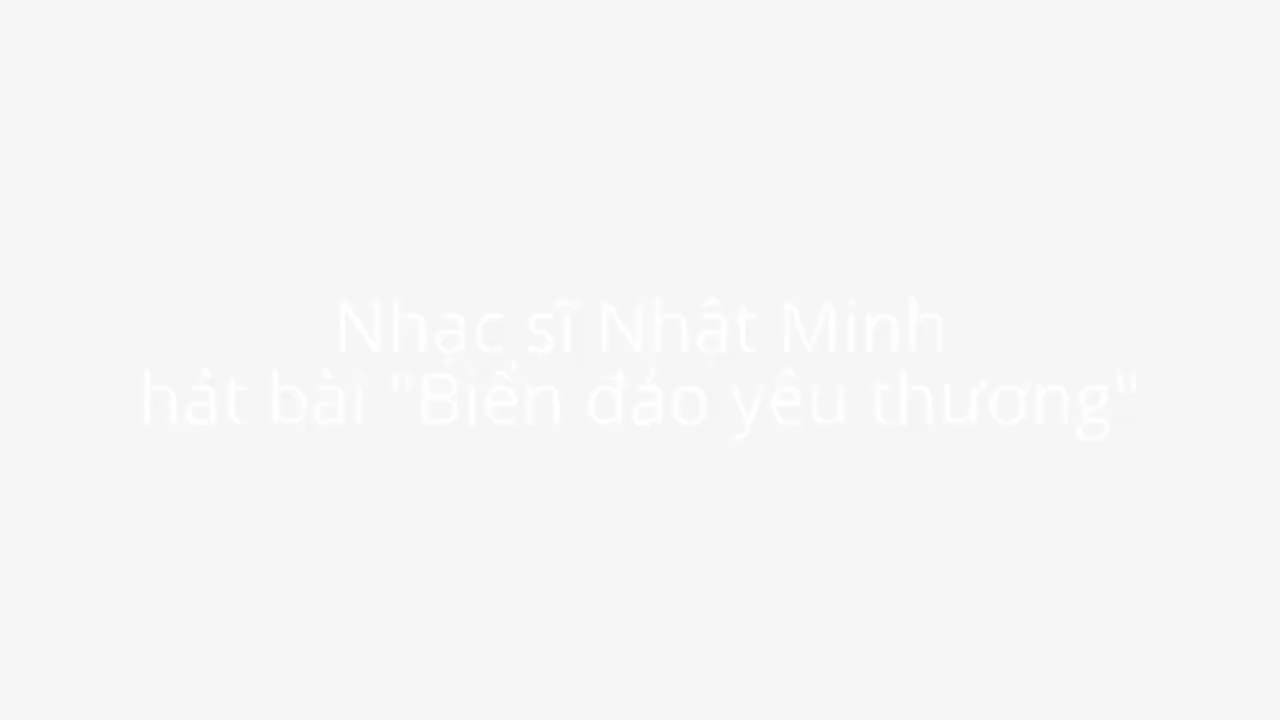 Nhạc sĩ Nhật Minh
hát bài "Biển đảo yêu thương"